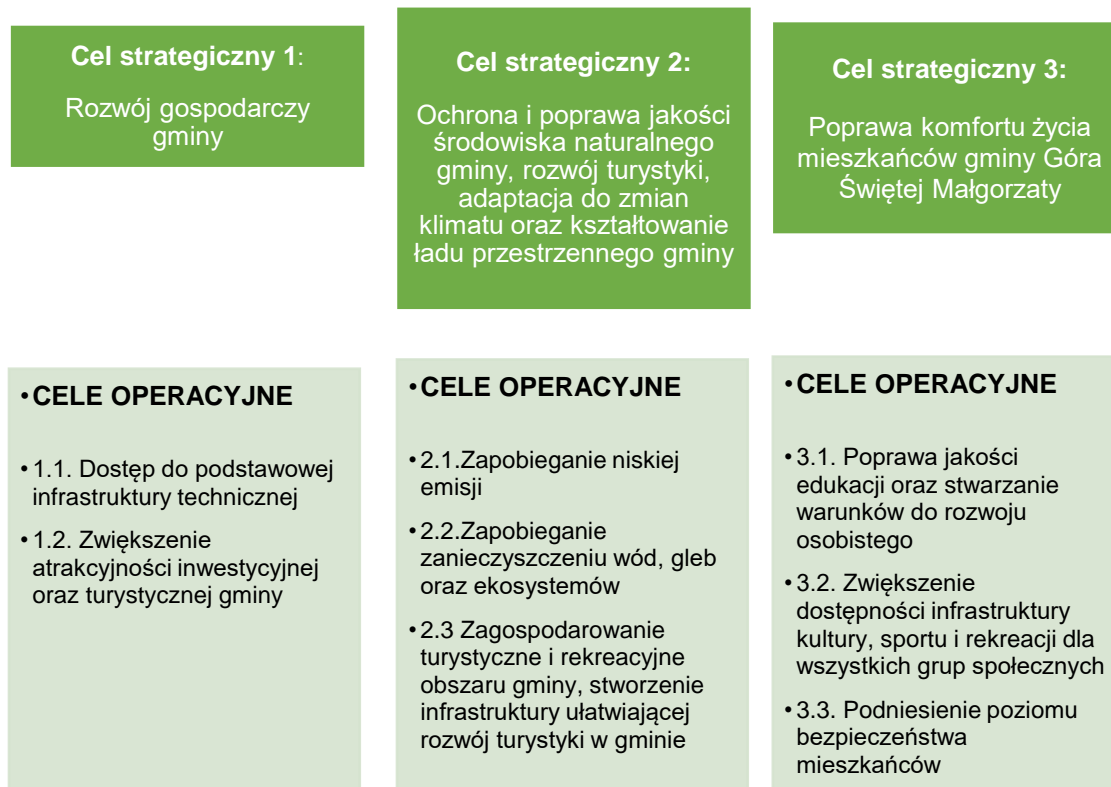 Cel strategiczny 1:
Rozwój gospodarczy
gminy
Cel strategiczny 2:
Ochrona i poprawa jakości
środowiska naturalnego
gminy, rozwój turystyki,
adaptacja do zmian
klimatu oraz kształtowanie
ładu przestrzennego gminy
Cel strategiczny 3:
Poprawa komfortu życia
mieszkańców gminy Góra
Świętej Małgorzaty
•CELE OPERACYJNE
• 1.1. Dostęp do podstawowej
infrastruktury technicznej
• 1.2. Zwiększenie
atrakcyjności inwestycyjnej
oraz turystycznej gminy
•CELE OPERACYJNE
• 2.1.Zapobieganie niskiej
emisji
• 2.2.Zapobieganie
zanieczyszczeniu wód, gleb
oraz ekosystemów
• 2.3 Zagospodarowanie
turystyczne i rekreacyjne
obszaru gminy, stworzenie
infrastruktury ułatwiającej
rozwój turystyki w gminie
•CELE OPERACYJNE
• 3.1. Poprawa jakości
edukacji oraz stwarzanie
warunków do rozwoju
osobistego
• 3.2. Zwiększenie
dostępności infrastruktury
kultury, sportu i rekreacji dla
wszystkich grup społecznych
• 3.3. Podniesienie poziomu
bezpieczeństwa
mieszkańców